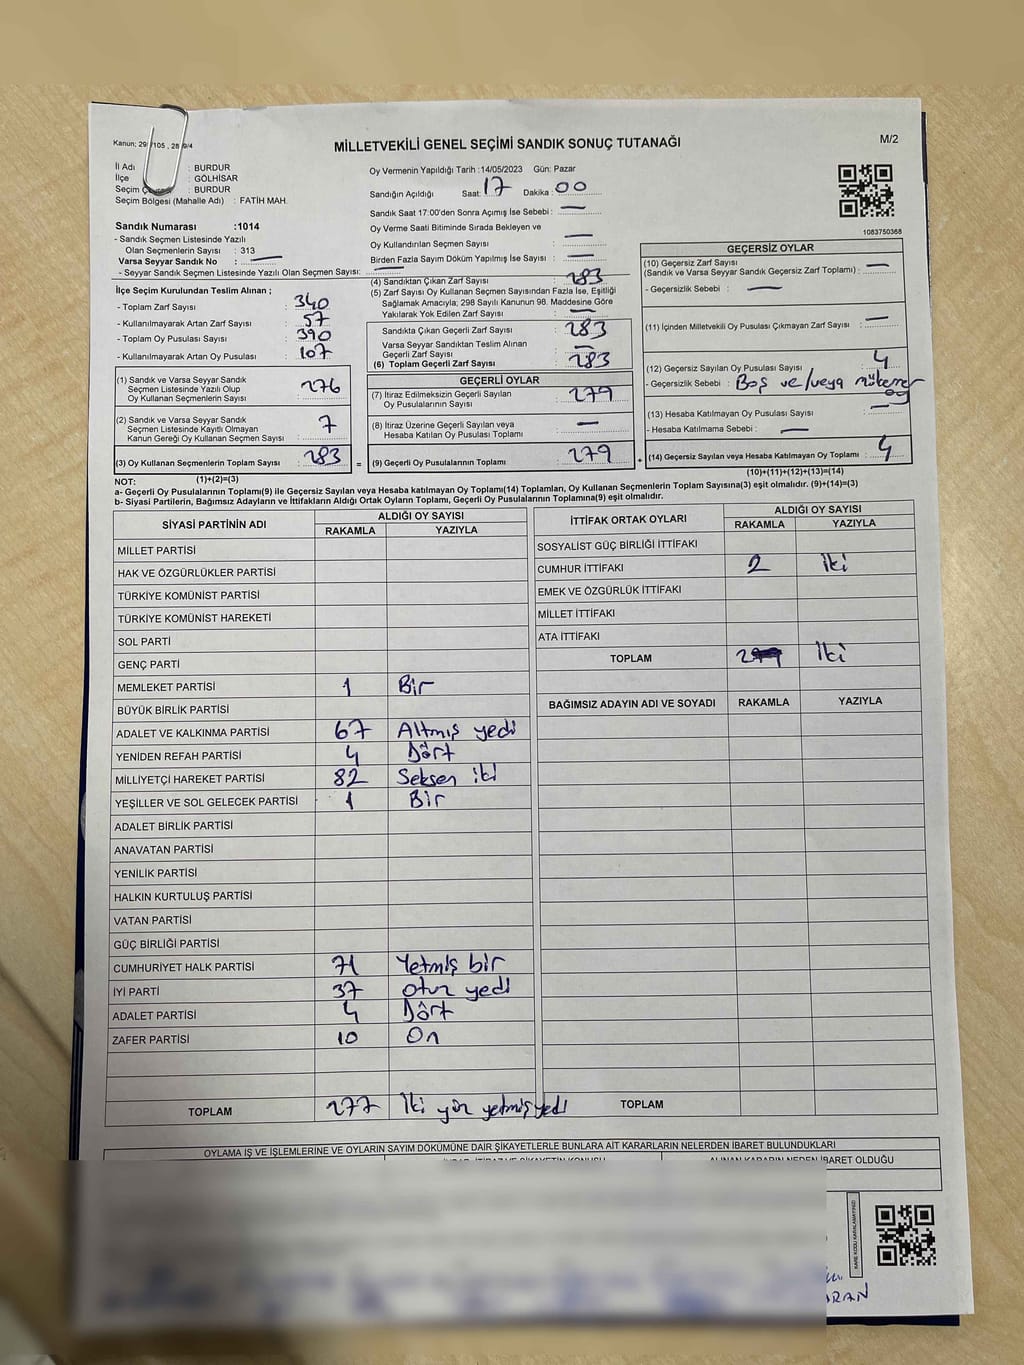 Kanun; 29 /105 , 28 9/4
MİLLETVEKİLİ GENEL SEÇİMİ SANDIK SONUÇ TUTANAĞI
M/2
İl Adı : BURDUR
İlçe : GÖLHİSAR
Seçim : BURDUR
Seçim Bölgesi (Mahalle Adı) : FATİH MAH.
Sandık Numarası :1014
- Sandık Seçmen Listesinde Yazılı
Olan Seçmenlerin Sayısı : 313
Varsa Seyyar Sandık No : —
- Seyyar Sandık Seçmen Listesinde Yazılı Olan Seçmen Sayısı: —
Oy Vermenin Yapıldığı Tarih :14/05/2023 Gün: Pazar
Sandığın Açıldığı Saat: 17 Dakika : 00
Sandık Saat 17:00'den Sonra Açımış İse Sebebi : —
Oy Verme Saati Bitiminde Sırada Bekleyen ve
Oy Kullandırılan Seçmen Sayısı : —
Birden Fazla Sayım Döküm Yapılmış İse Sayısı : —
1083750368
İlçe Seçim Kurulundan Teslim Alınan ;
- Toplam Zarf Sayısı : 340
- Kullanılmayarak Artan Zarf Sayısı : 57
- Toplam Oy Pusulası Sayısı : 390
- Kullanılmayarak Artan Oy Pusulası : 107
(1) Sandık ve Varsa Seyyar Sandık
Seçmen Listesinde Yazılı Olup
Oy Kullanan Seçmenlerin Sayısı : 276
(2) Sandık ve Varsa Seyyar Sandık
Seçmen Listesinde Kayıtlı Olmayan
Kanun Gereği Oy Kullanan Seçmen Sayısı : 7
(3) Oy Kullanan Seçmenlerin Toplam Sayısı : 283 =
(4) Sandıktan Çıkan Zarf Sayısı : 283
(5) Zarf Sayısı Oy Kullanan Seçmen Sayısından Fazla İse, Eşitliği
Sağlamak Amacıyla; 298 Sayılı Kanunun 98. Maddesine Göre
Yakılarak Yok Edilen Zarf Sayısı : —
Sandıkta Çıkan Geçerli Zarf Sayısı : 283
Varsa Seyyar Sandıktan Teslim Alınan
Geçerli Zarf Sayısı : —
(6) Toplam Geçerli Zarf Sayısı : 283
GEÇERLİ OYLAR
(7) İtiraz Edilmeksizin Geçerli Sayılan
Oy Pusulalarının Sayısı : 279
(8) İtiraz Üzerine Geçerli Sayılan veya
Hesaba Katılan Oy Pusulası Toplamı : —
(9) Geçerli Oy Pusulalarının Toplamı : 279
GEÇERSİZ OYLAR
(10) Geçersiz Zarf Sayısı
(Sandık ve Varsa Seyyar Sandık Geçersiz Zarf Toplamı) : —
- Geçersizlik Sebebi : —
(11) İçinden Milletvekili Oy Pusulası Çıkmayan Zarf Sayısı : —
(12) Geçersiz Sayılan Oy Pusulası Sayısı : 4
- Geçersizlik Sebebi : Boş ve/veya mükerrer
oy
(13) Hesaba Katılmayan Oy Pusulası Sayısı : —
- Hesaba Katılmama Sebebi : —
(14) Geçersiz Sayılan veya Hesaba Katılmayan Oy Toplamı : 4
NOT: (1)+(2)=(3)
(10)+(11)+(12)+(13)=(14)
a- Geçerli Oy Pusulalarının Toplamı(9) ile Geçersiz Sayılan veya Hesaba katılmayan Oy Toplamı(14) Toplamları, Oy Kullanan Seçmenlerin Toplam Sayısına(3) eşit olmalıdır. (9)+(14)=(3)
b- Siyasi Partilerin, Bağımsız Adayların ve İttifakların Aldığı Ortak Oyların Toplamı, Geçerli Oy Pusulalarının Toplamına(9) eşit olmalıdır.
SİYASİ PARTİNİN ADI ALDIĞI OY SAYISI
RAKAMLA YAZIYLA
MİLLET PARTİSİ
HAK VE ÖZGÜRLÜKLER PARTİSİ
TÜRKİYE KOMÜNİST PARTİSİ
TÜRKİYE KOMÜNİST HAREKETİ
SOL PARTİ
GENÇ PARTİ
MEMLEKET PARTİSİ 1 Bir
BÜYÜK BİRLİK PARTİSİ
ADALET VE KALKINMA PARTİSİ 67 Altmış yedi
YENİDEN REFAH PARTİSİ 4 Dört
MİLLİYETÇİ HAREKET PARTİSİ 82 Seksen iki
YEŞİLLER VE SOL GELECEK PARTİSİ 1 Bir
ADALET BİRLİK PARTİSİ
ANAVATAN PARTİSİ
YENİLİK PARTİSİ
HALKIN KURTULUŞ PARTİSİ
VATAN PARTİSİ
GÜÇ BİRLİĞİ PARTİSİ
CUMHURİYET HALK PARTİSİ 71 Yetmiş bir
İYİ PARTİ 37 otuz yedi
ADALET PARTİSİ 4 Dört
ZAFER PARTİSİ 10 On
TOPLAM 277 İki yüz yetmiş yedi
İTTİFAK ORTAK OYLARI ALDIĞI OY SAYISI
RAKAMLA YAZIYLA
SOSYALİST GÜÇ BİRLİĞİ İTTİFAKI
CUMHUR İTTİFAKI 2 iki
EMEK VE ÖZGÜRLÜK İTTİFAKI
MİLLET İTTİFAKI
ATA İTTİFAKI
TOPLAM 2 İki
BAĞIMSIZ ADAYIN ADI VE SOYADI RAKAMLA YAZIYLA
TOPLAM
OYLAMA İŞ VE İŞLEMLERİNE VE OYLARIN SAYIM DÖKÜMÜNE DAİR ŞİKAYETLERLE BUNLARA AİT KARARLARIN NELERDEN İBARET BULUNDUKLARI
ALINAN KARARIN NEDEN İBARET OLDUĞU